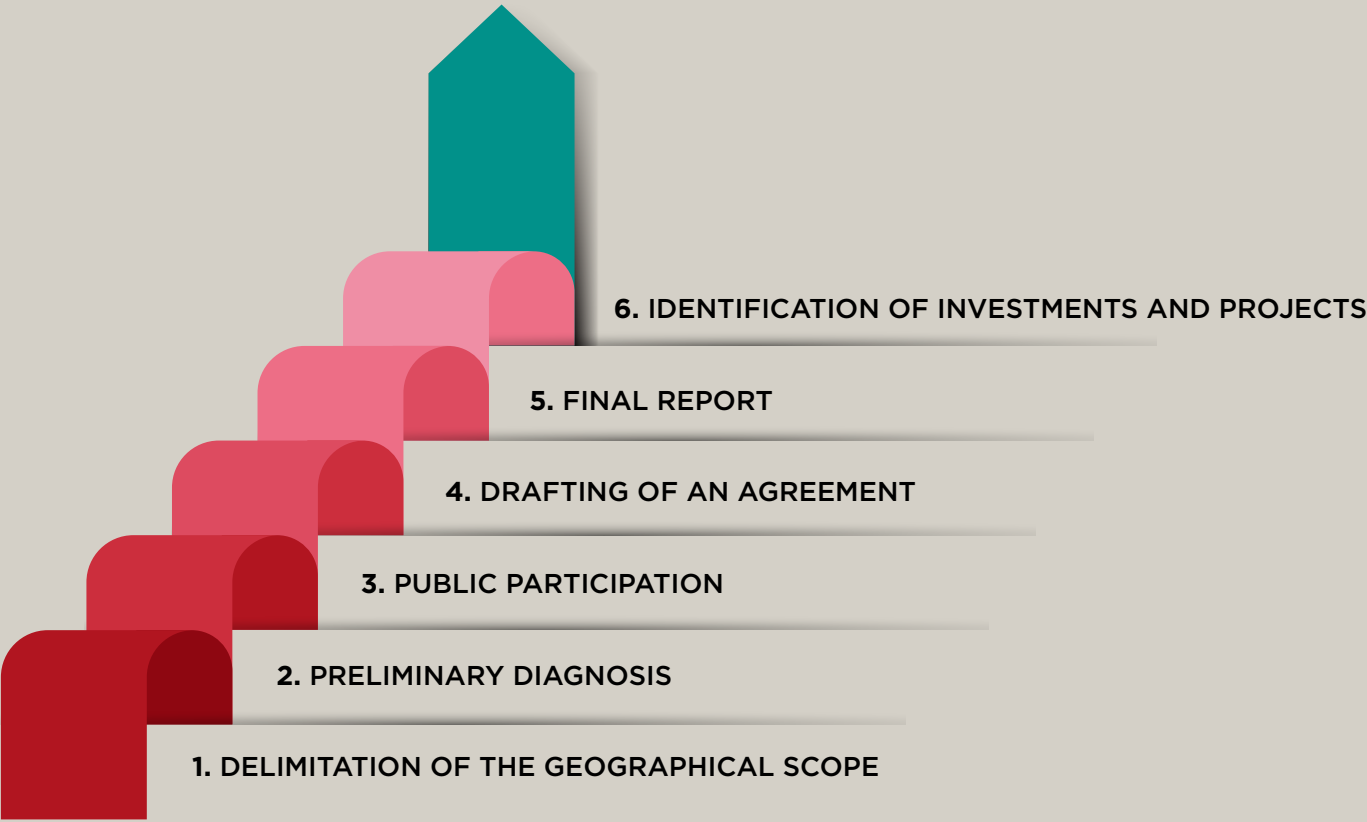 6. IDENTIFICATION OF INVESTMENTS AND PROJECTS
5. FINAL REPORT
4. DRAFTING OF AN AGREEMENT
3. PUBLIC PARTICIPATION
2. PRELIMINARY DIAGNOSIS
1. DELIMITATION OF THE GEOGRAPHICAL SCOPE